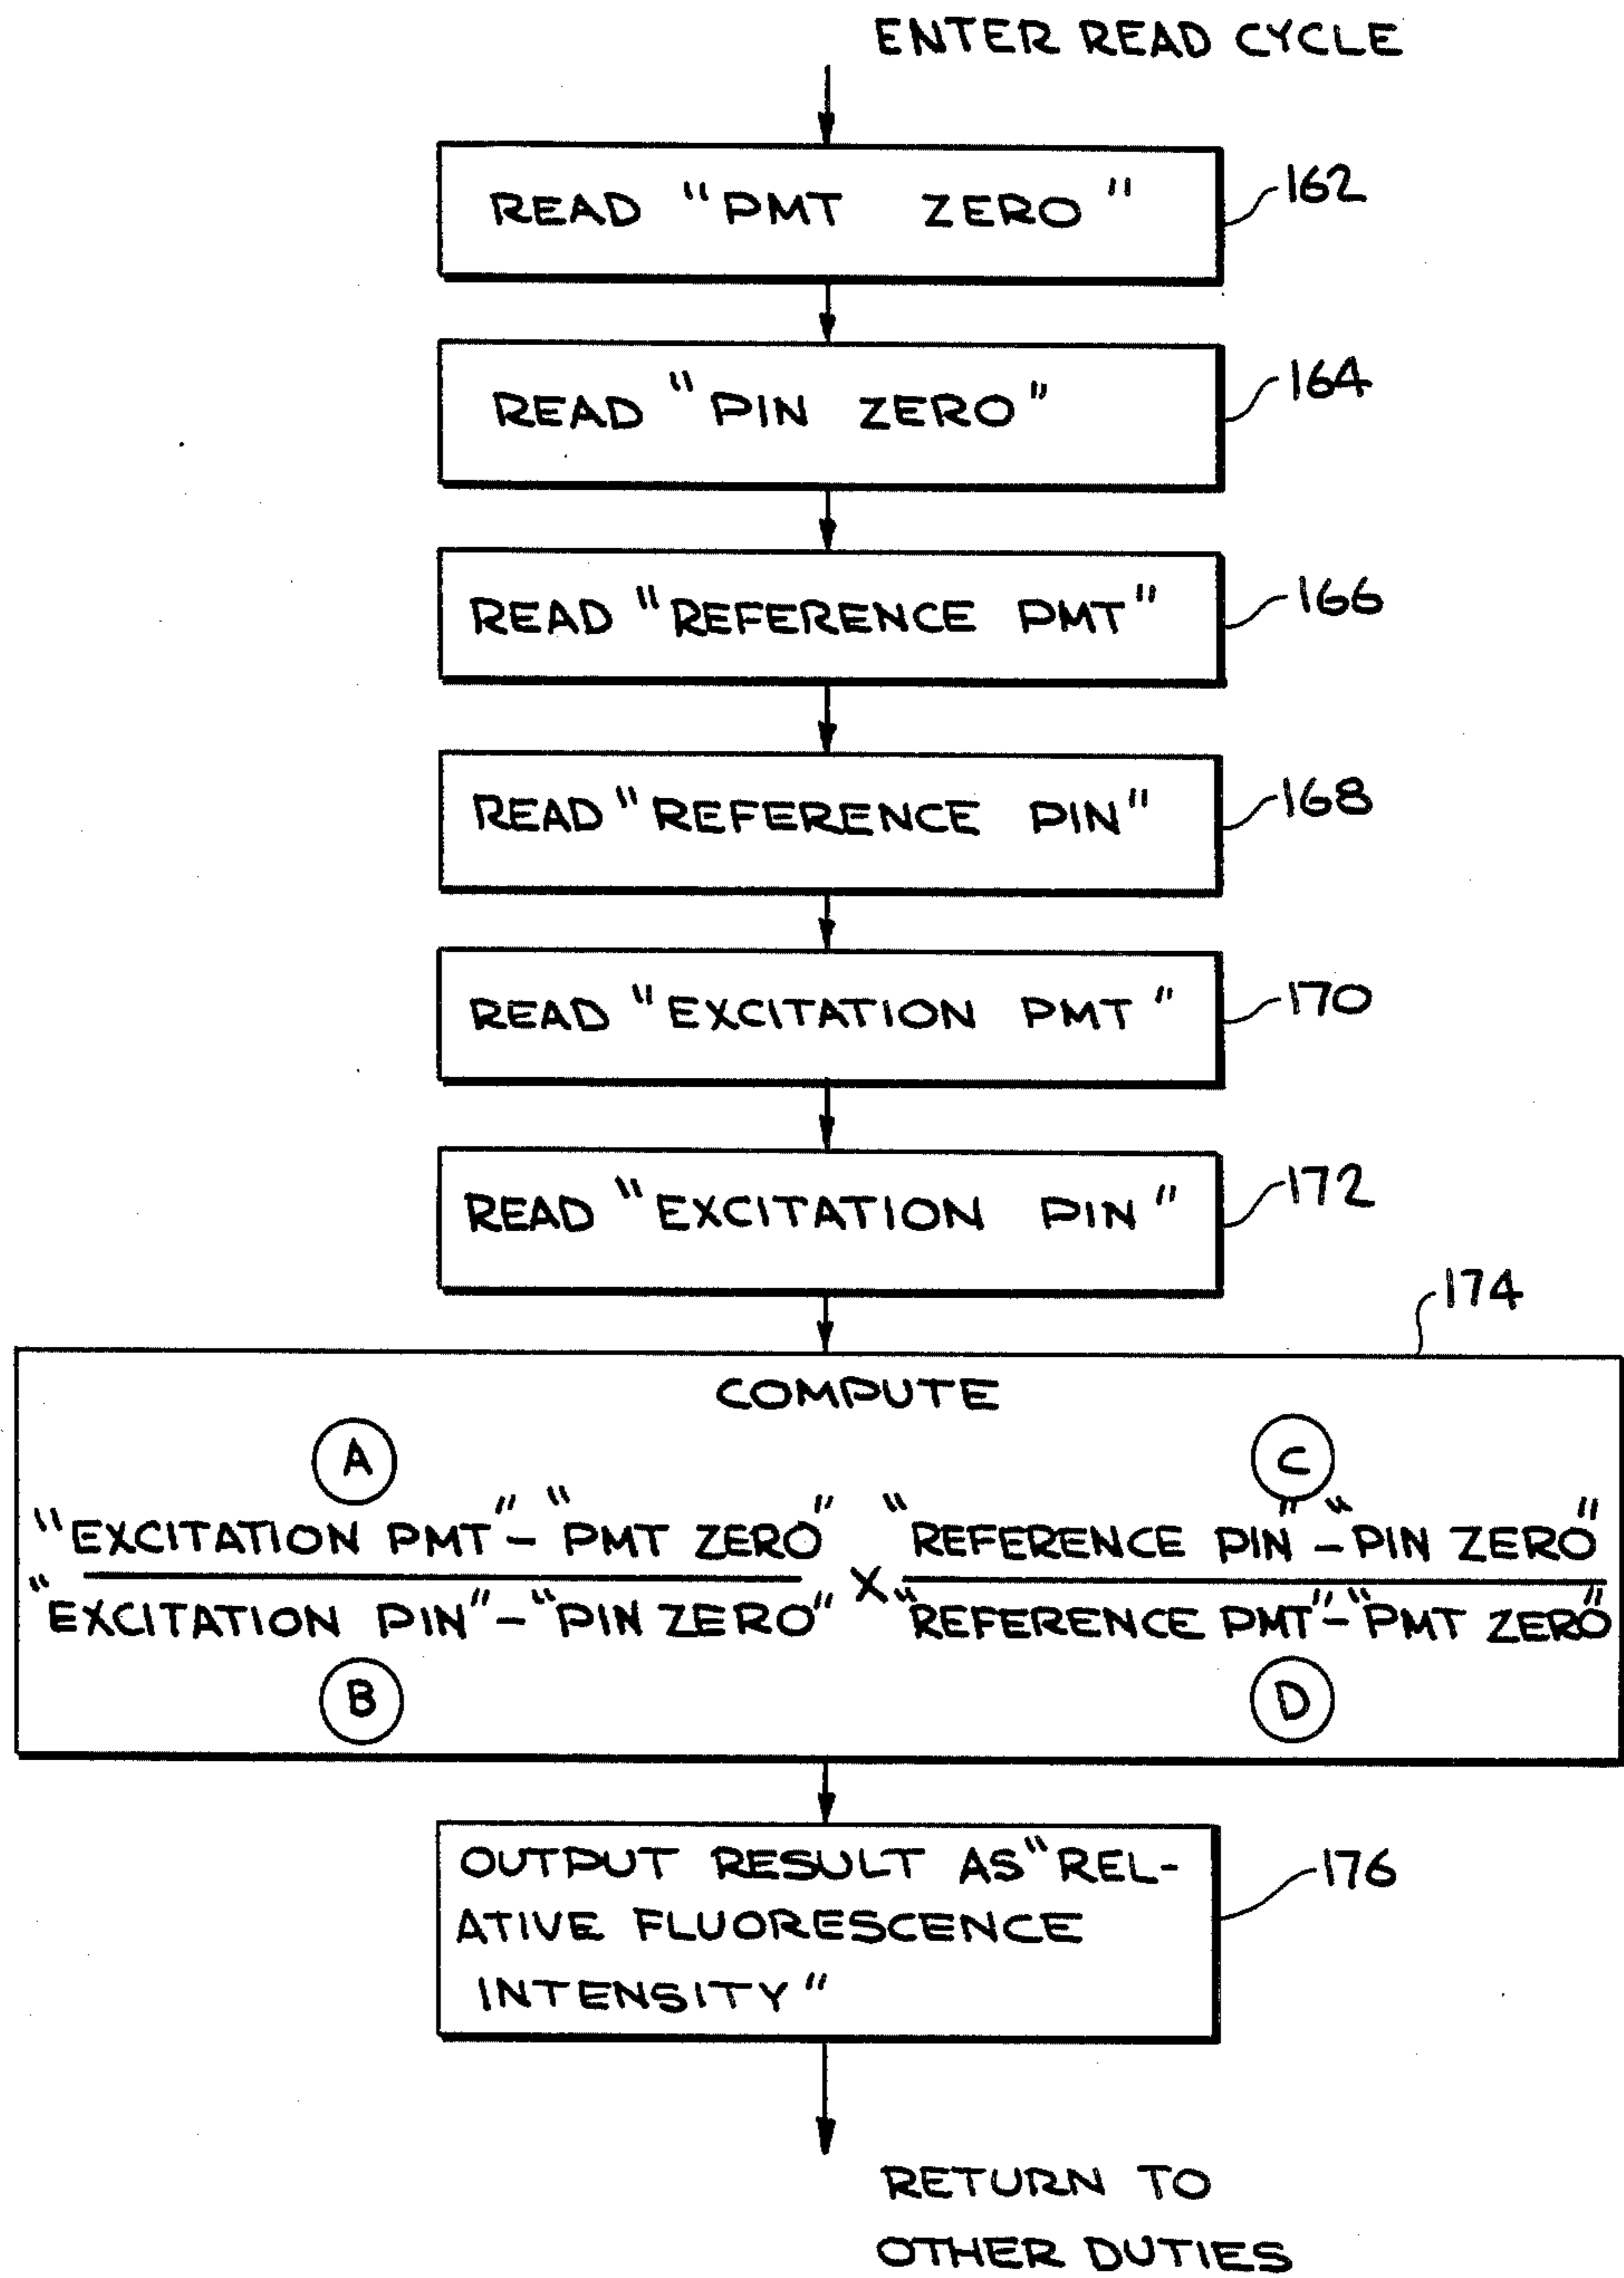 ENTER READ CYCLE
READ "PMT ZERO"
162
READ "PIN ZERO"
164
READ "REFERENCE PMT"
166
READ "REFERENCE PIN"
168
READ "EXCITATION PMT"
170
READ "EXCITATION PIN"
172
174
COMPUTE
A
C
"EXCITATION PMT" - "PMT ZERO"
"REFERENCE PIN" - "PIN ZERO"
X
"EXCITATION PIN" - "PIN ZERO"
"REFERENCE PMT" - "PMT ZERO"
B
D
OUTPUT RESULT AS "REL-
ATIVE FLUORESCENCE
INTENSITY"
176
RETURN TO
OTHER DUTIES